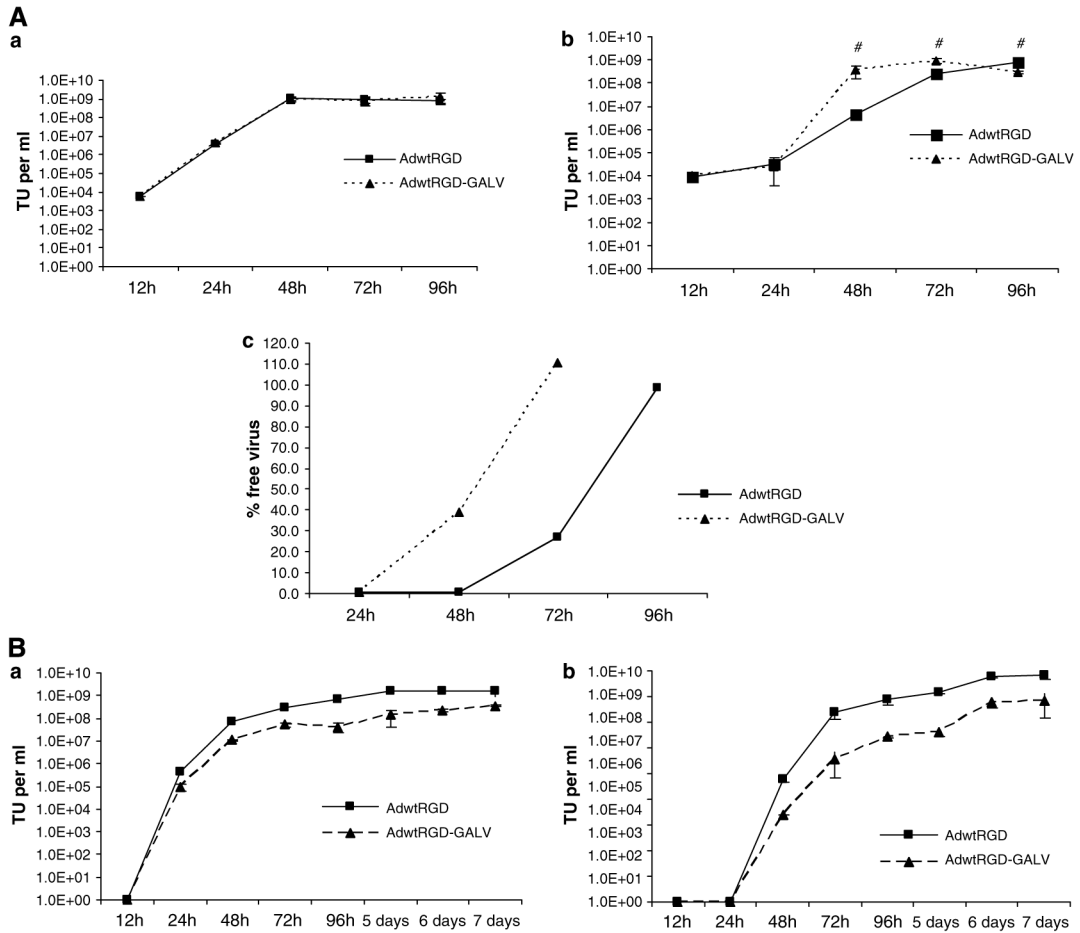 A
a
TU per ml
1.0E+10
1.0E+09
1.0E+08
1.0E+07
1.0E+06
1.0E+05
1.0E+04
1.0E+03
1.0E+02
1.0E+01
1.0E+00
12h 24h 48h 72h 96h
AdwtRGD
AdwtRGD-GALV
b
TU per ml
1.0E+10
1.0E+09
1.0E+08
1.0E+07
1.0E+06
1.0E+05
1.0E+04
1.0E+03
1.0E+02
1.0E+01
1.0E+00
# # #
12h 24h 48h 72h 96h
AdwtRGD
AdwtRGD-GALV
c
% free virus
120.0
110.0
100.0
90.0
80.0
70.0
60.0
50.0
40.0
30.0
20.0
10.0
0.0
24h 48h 72h 96h
AdwtRGD
AdwtRGD-GALV
B
a
TU per ml
1.0E+10
1.0E+09
1.0E+08
1.0E+07
1.0E+06
1.0E+05
1.0E+04
1.0E+03
1.0E+02
1.0E+01
1.0E+00
12h 24h 48h 72h 96h 5 days 6 days 7 days
AdwtRGD
AdwtRGD-GALV
b
TU per ml
1.0E+10
1.0E+09
1.0E+08
1.0E+07
1.0E+06
1.0E+05
1.0E+04
1.0E+03
1.0E+02
1.0E+01
1.0E+00
12h 24h 48h 72h 96h 5 days 6 days 7 days
AdwtRGD
AdwtRGD-GALV